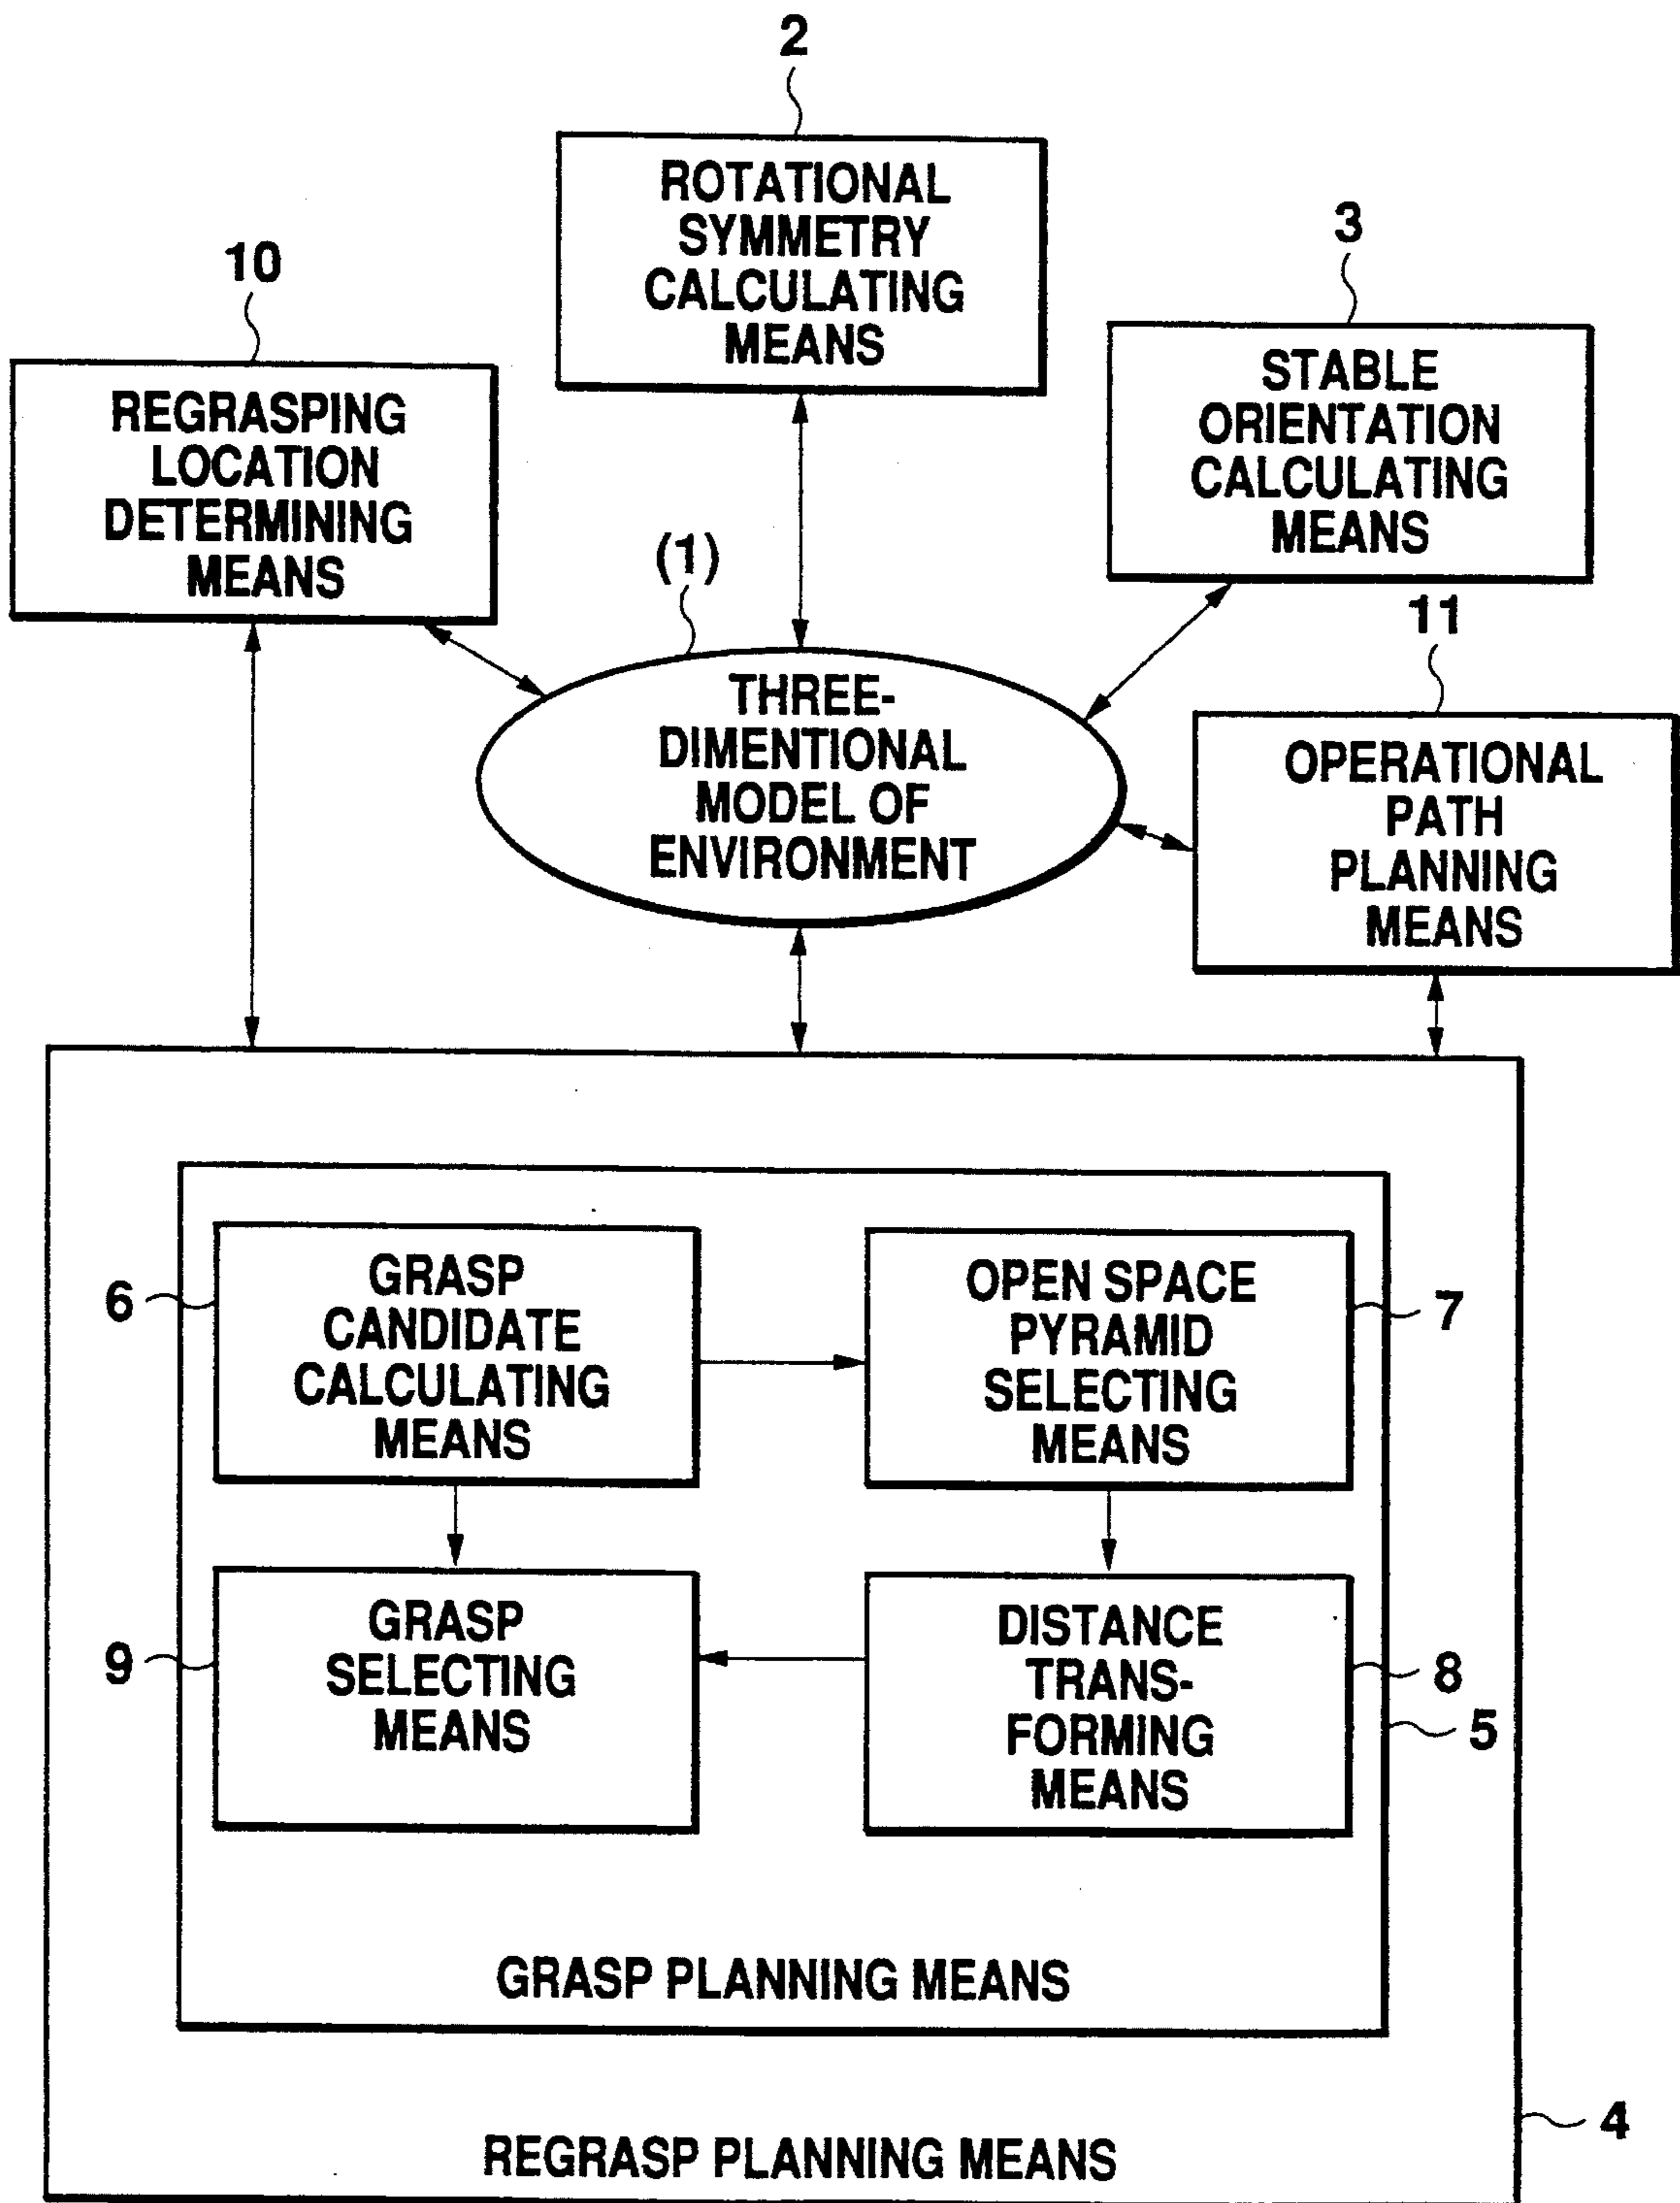 2
ROTATIONAL
SYMMETRY
CALCULATING
MEANS
3
STABLE
ORIENTATION
CALCULATING
MEANS
10
REGRASPING
LOCATION
DETERMINING
MEANS
(1)
THREE-
DIMENTIONAL
MODEL OF
ENVIRONMENT
11
OPERATIONAL
PATH
PLANNING
MEANS
6
GRASP
CANDIDATE
CALCULATING
MEANS
OPEN SPACE
PYRAMID
SELECTING
MEANS
7
9
GRASP
SELECTING
MEANS
DISTANCE
TRANS-
FORMING
MEANS
8
5
GRASP PLANNING MEANS
4
REGRASP PLANNING MEANS